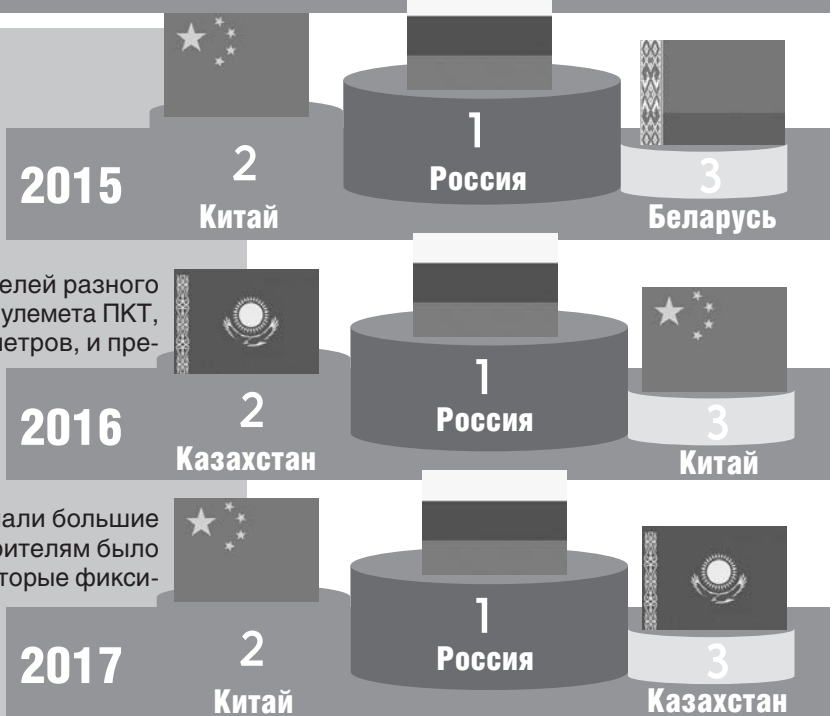 1
2
3
2015
Россия
Китай
Беларусь
елей разного
улемета ПКТ,
етров, и пре-
1
2
3
2016
Россия
Казахстан
Китай
али большие
рителям было
торые фикси-
1
2
3
2017
Россия
Китай
Казахстан